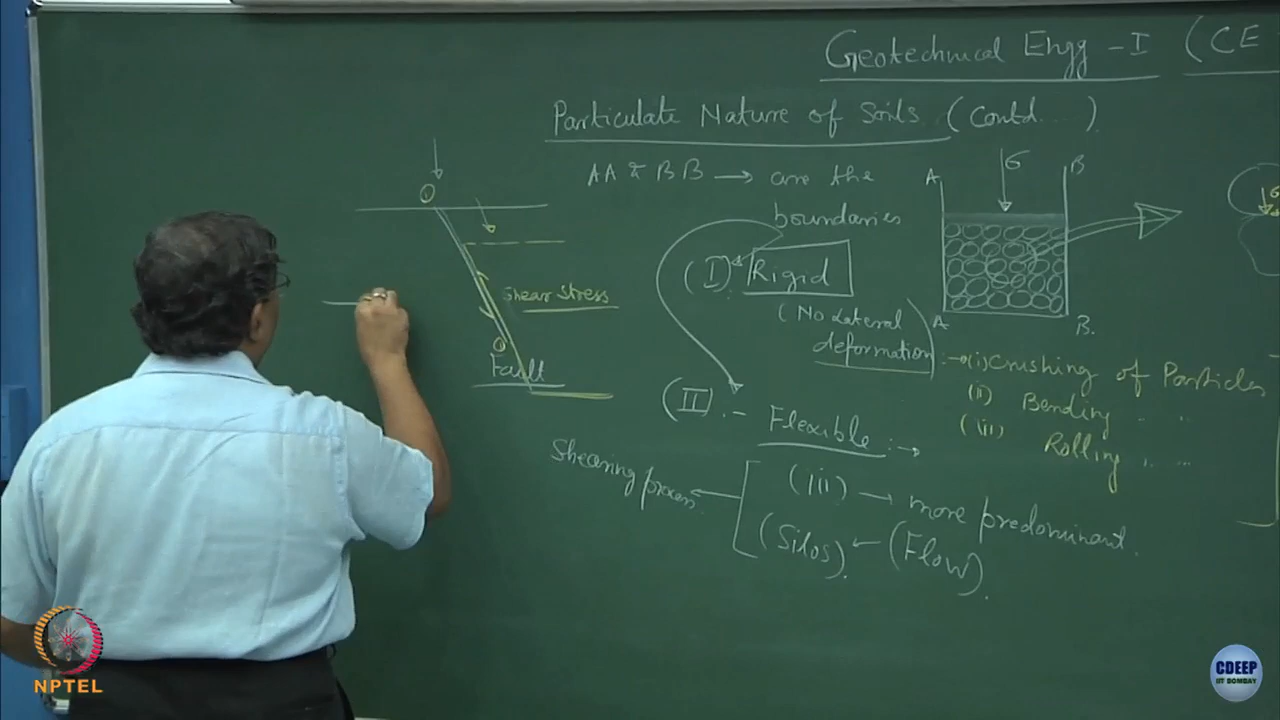 Geotechnical Engg - I (CE
Particulate Nature of Soils (Contd...)
AA & BB → are the
boundaries
(I) Rigid
(No Lateral
deformation)
:→ (i) Crushing of Particles
(ii) Bending " "
(iii) Rolling " "
(II) :- Flexible :→
(iii) → more predominant.
(Silos) ← (Flow).
Shearing process
A
B
σ
A
B.
①
Shear stress
①
Fault
NPTEL
CDEEP
IIT BOMBAY